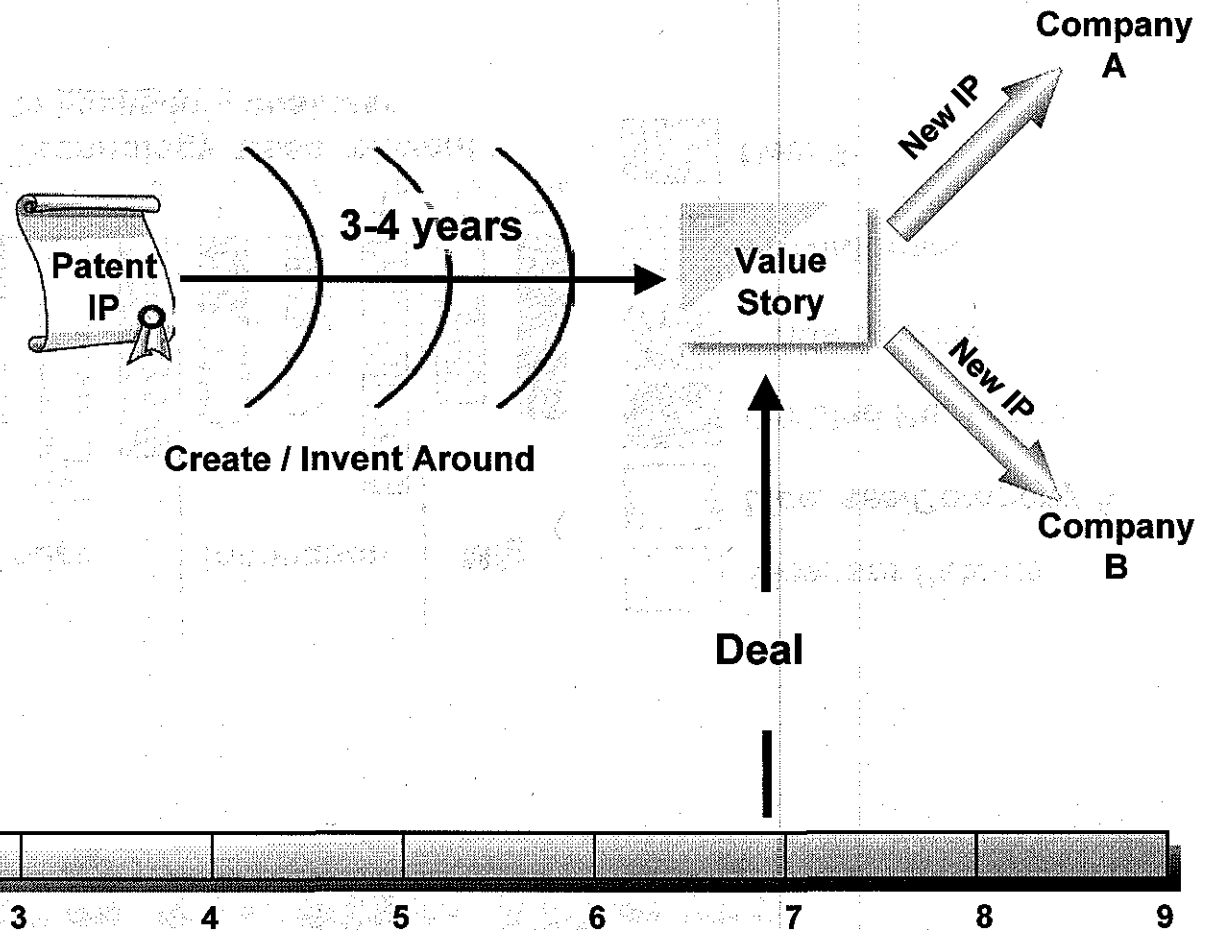 Company
A
New IP
3-4 years
Patent
IP
Value
Story
New IP
Create / Invent Around
Company
B
Deal
3 4 5 6 7 8 9